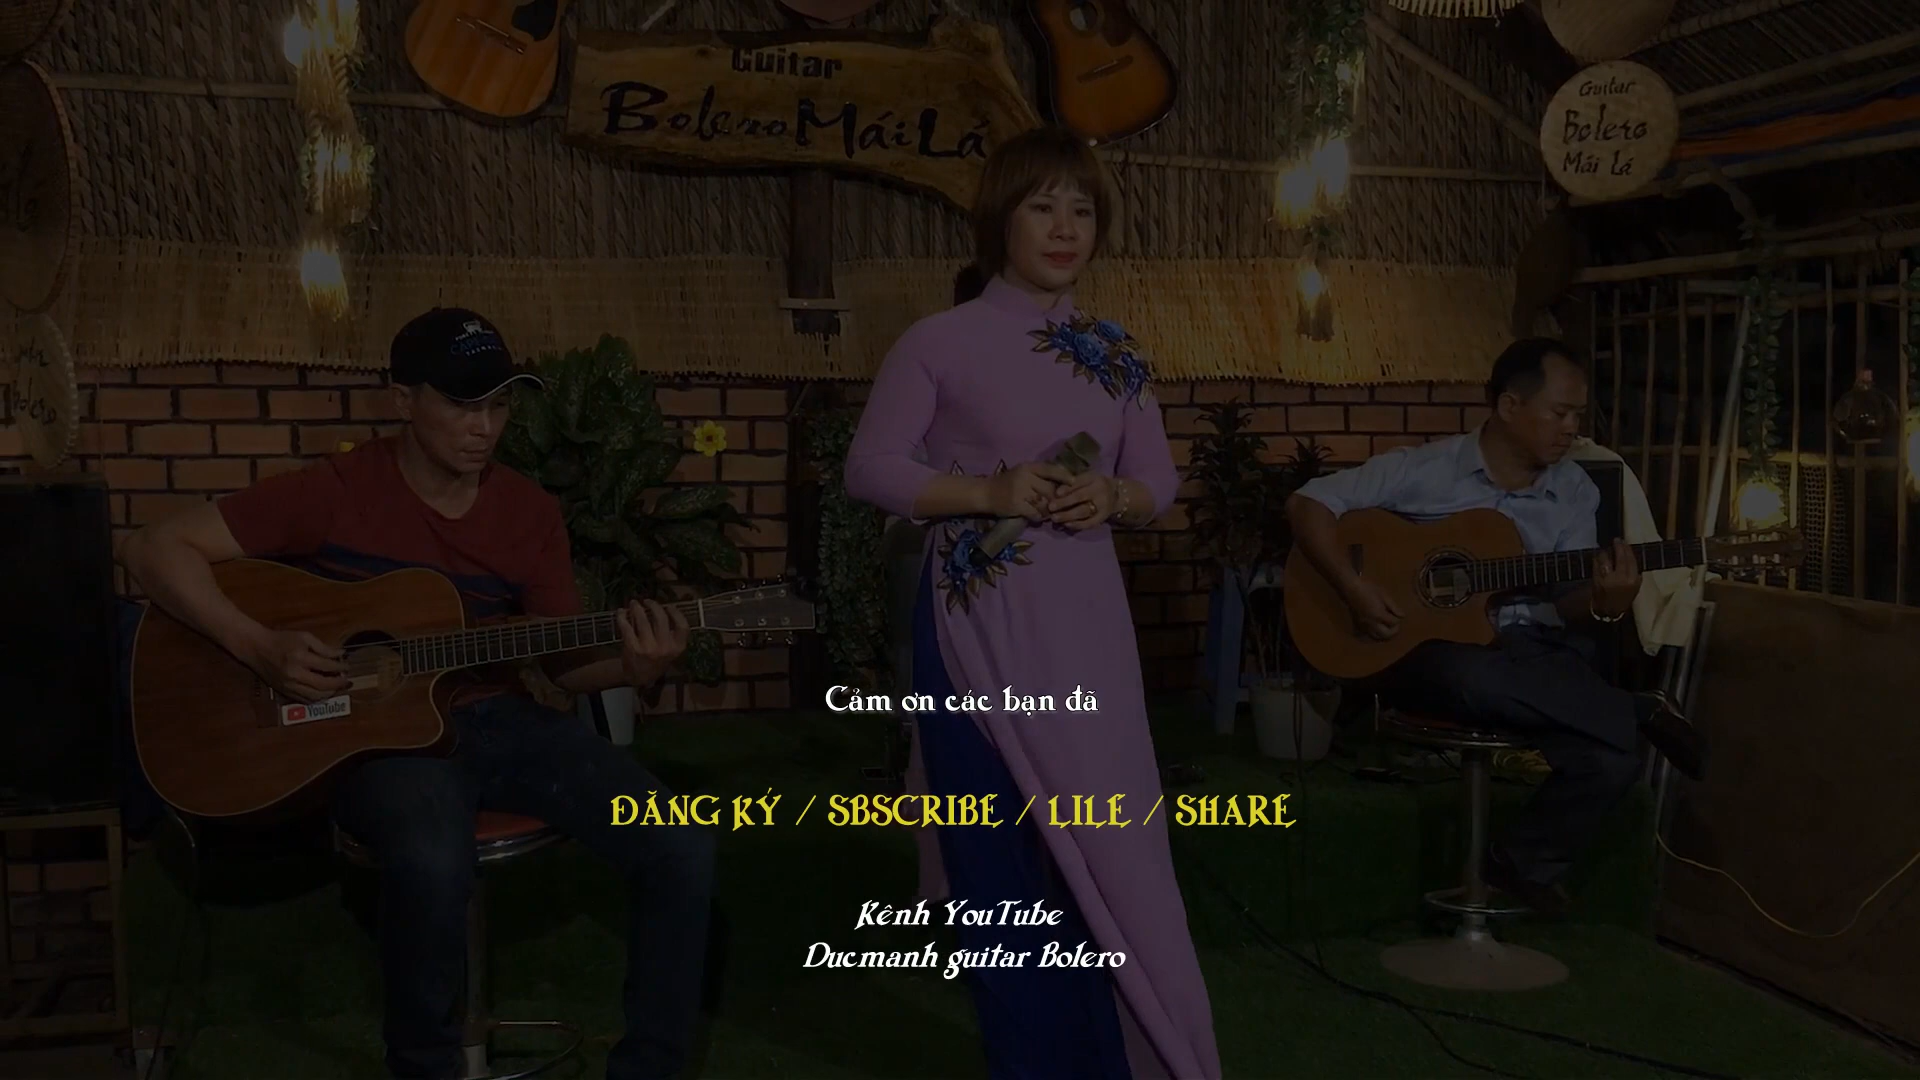 Guitar
Bolero Mái Lá
Guitar
Bolero
Mái Lá
YouTube
Cảm ơn các bạn đã
ĐĂNG KÝ / SBSCRIBE / LILE / SHARE
Kênh YouTube
Ducmanh guitar Bolero